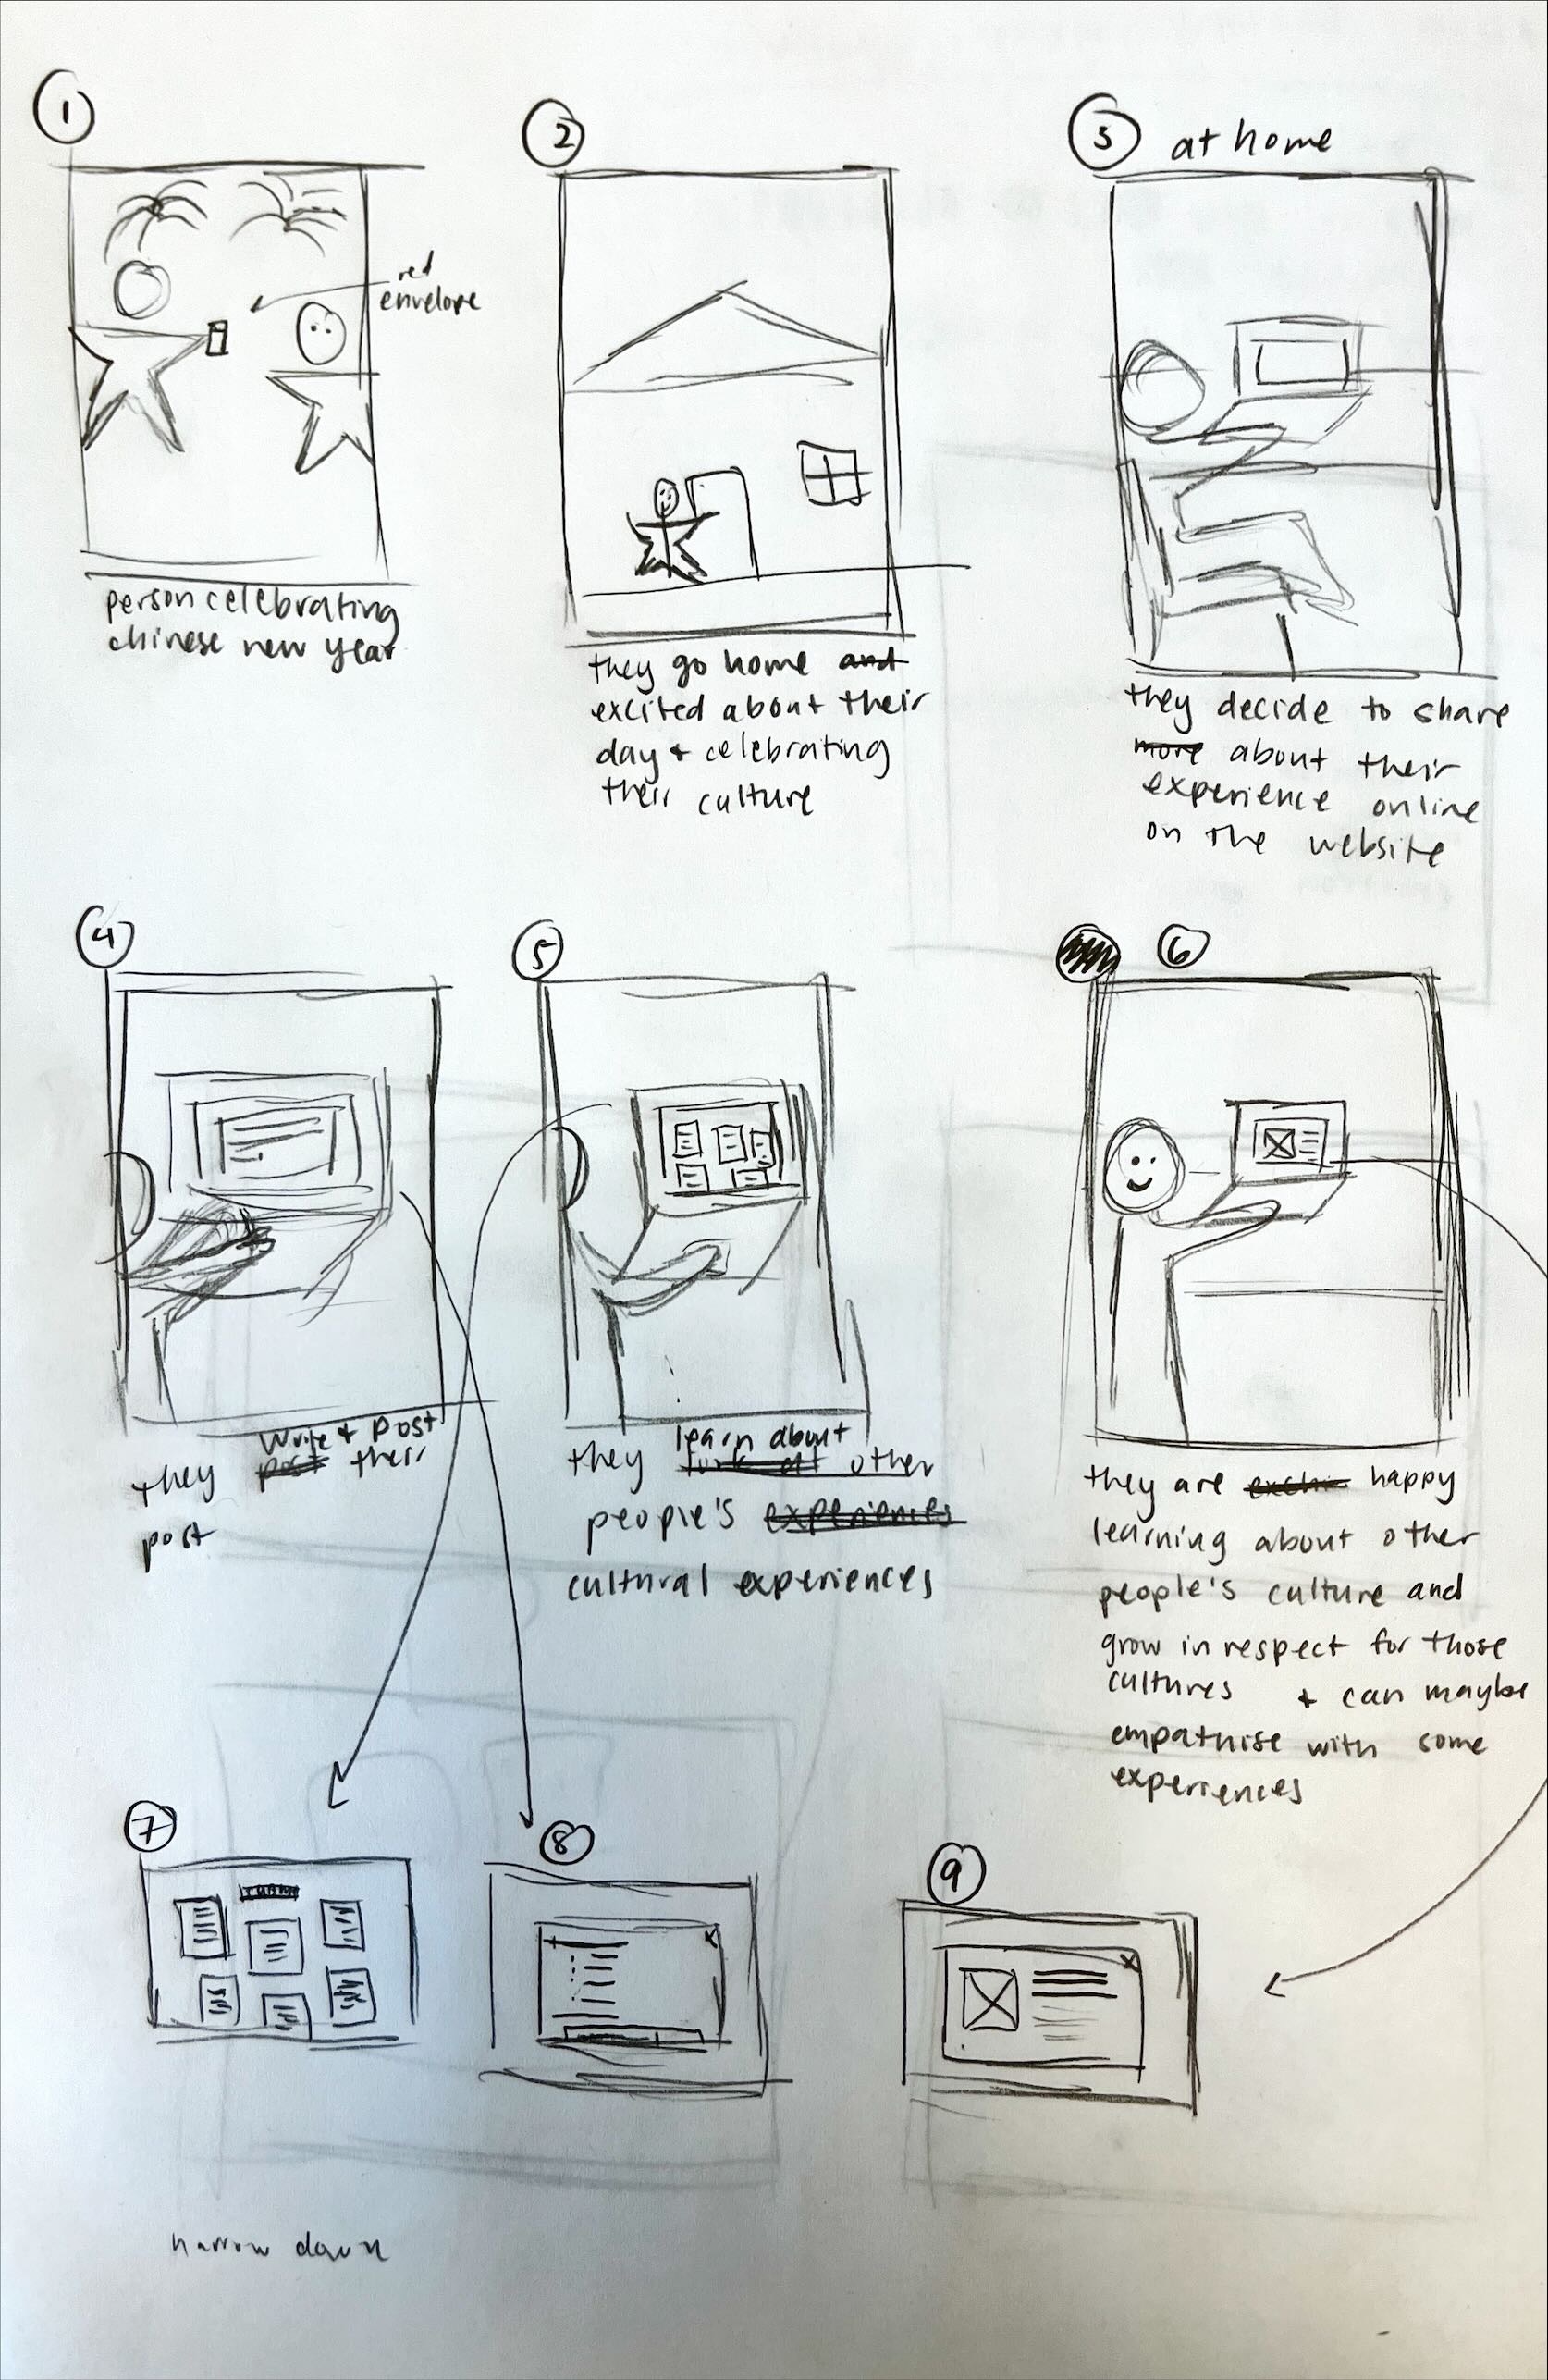 1
red
envelope
person celebrating
chinese new year
2
they go home and
excited about their
day + celebrating
their culture
3 at home
they decide to share
more about their
experience online
on the website
4
write + post
they post their
post
5
learn about
they look at other
people's experiences
cultural experiences
6
they are happy
learning about other
people's culture and
grow in respect for those
cultures + can maybe
empathise with some
experiences
7
8
x
9
x
narrow down